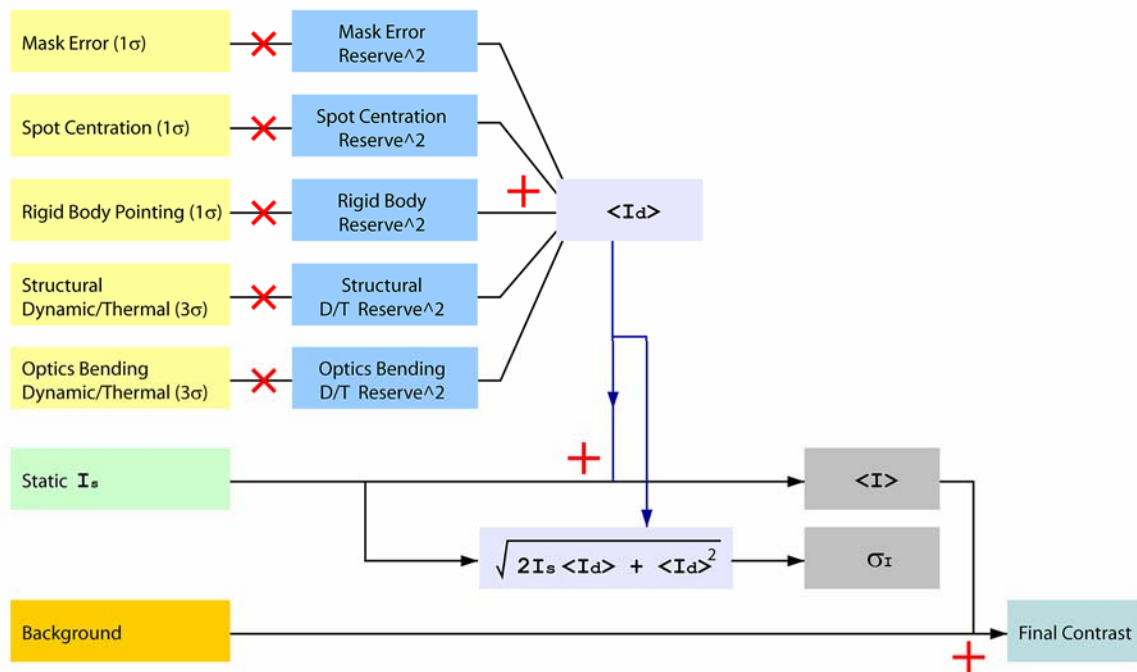 Mask Error (1σ)
Mask Error
Reserve^2
Spot Centration (1σ)
Spot Centration
Reserve^2
Rigid Body Pointing (1σ)
Rigid Body
Reserve^2
<Id>
Structural
Dynamic/Thermal (3σ)
Structural
D/T Reserve^2
Optics Bending
Dynamic/Thermal (3σ)
Optics Bending
D/T Reserve^2
Static Is
<I>
√2Is<Id> + <Id>²
σI
Background
Final Contrast